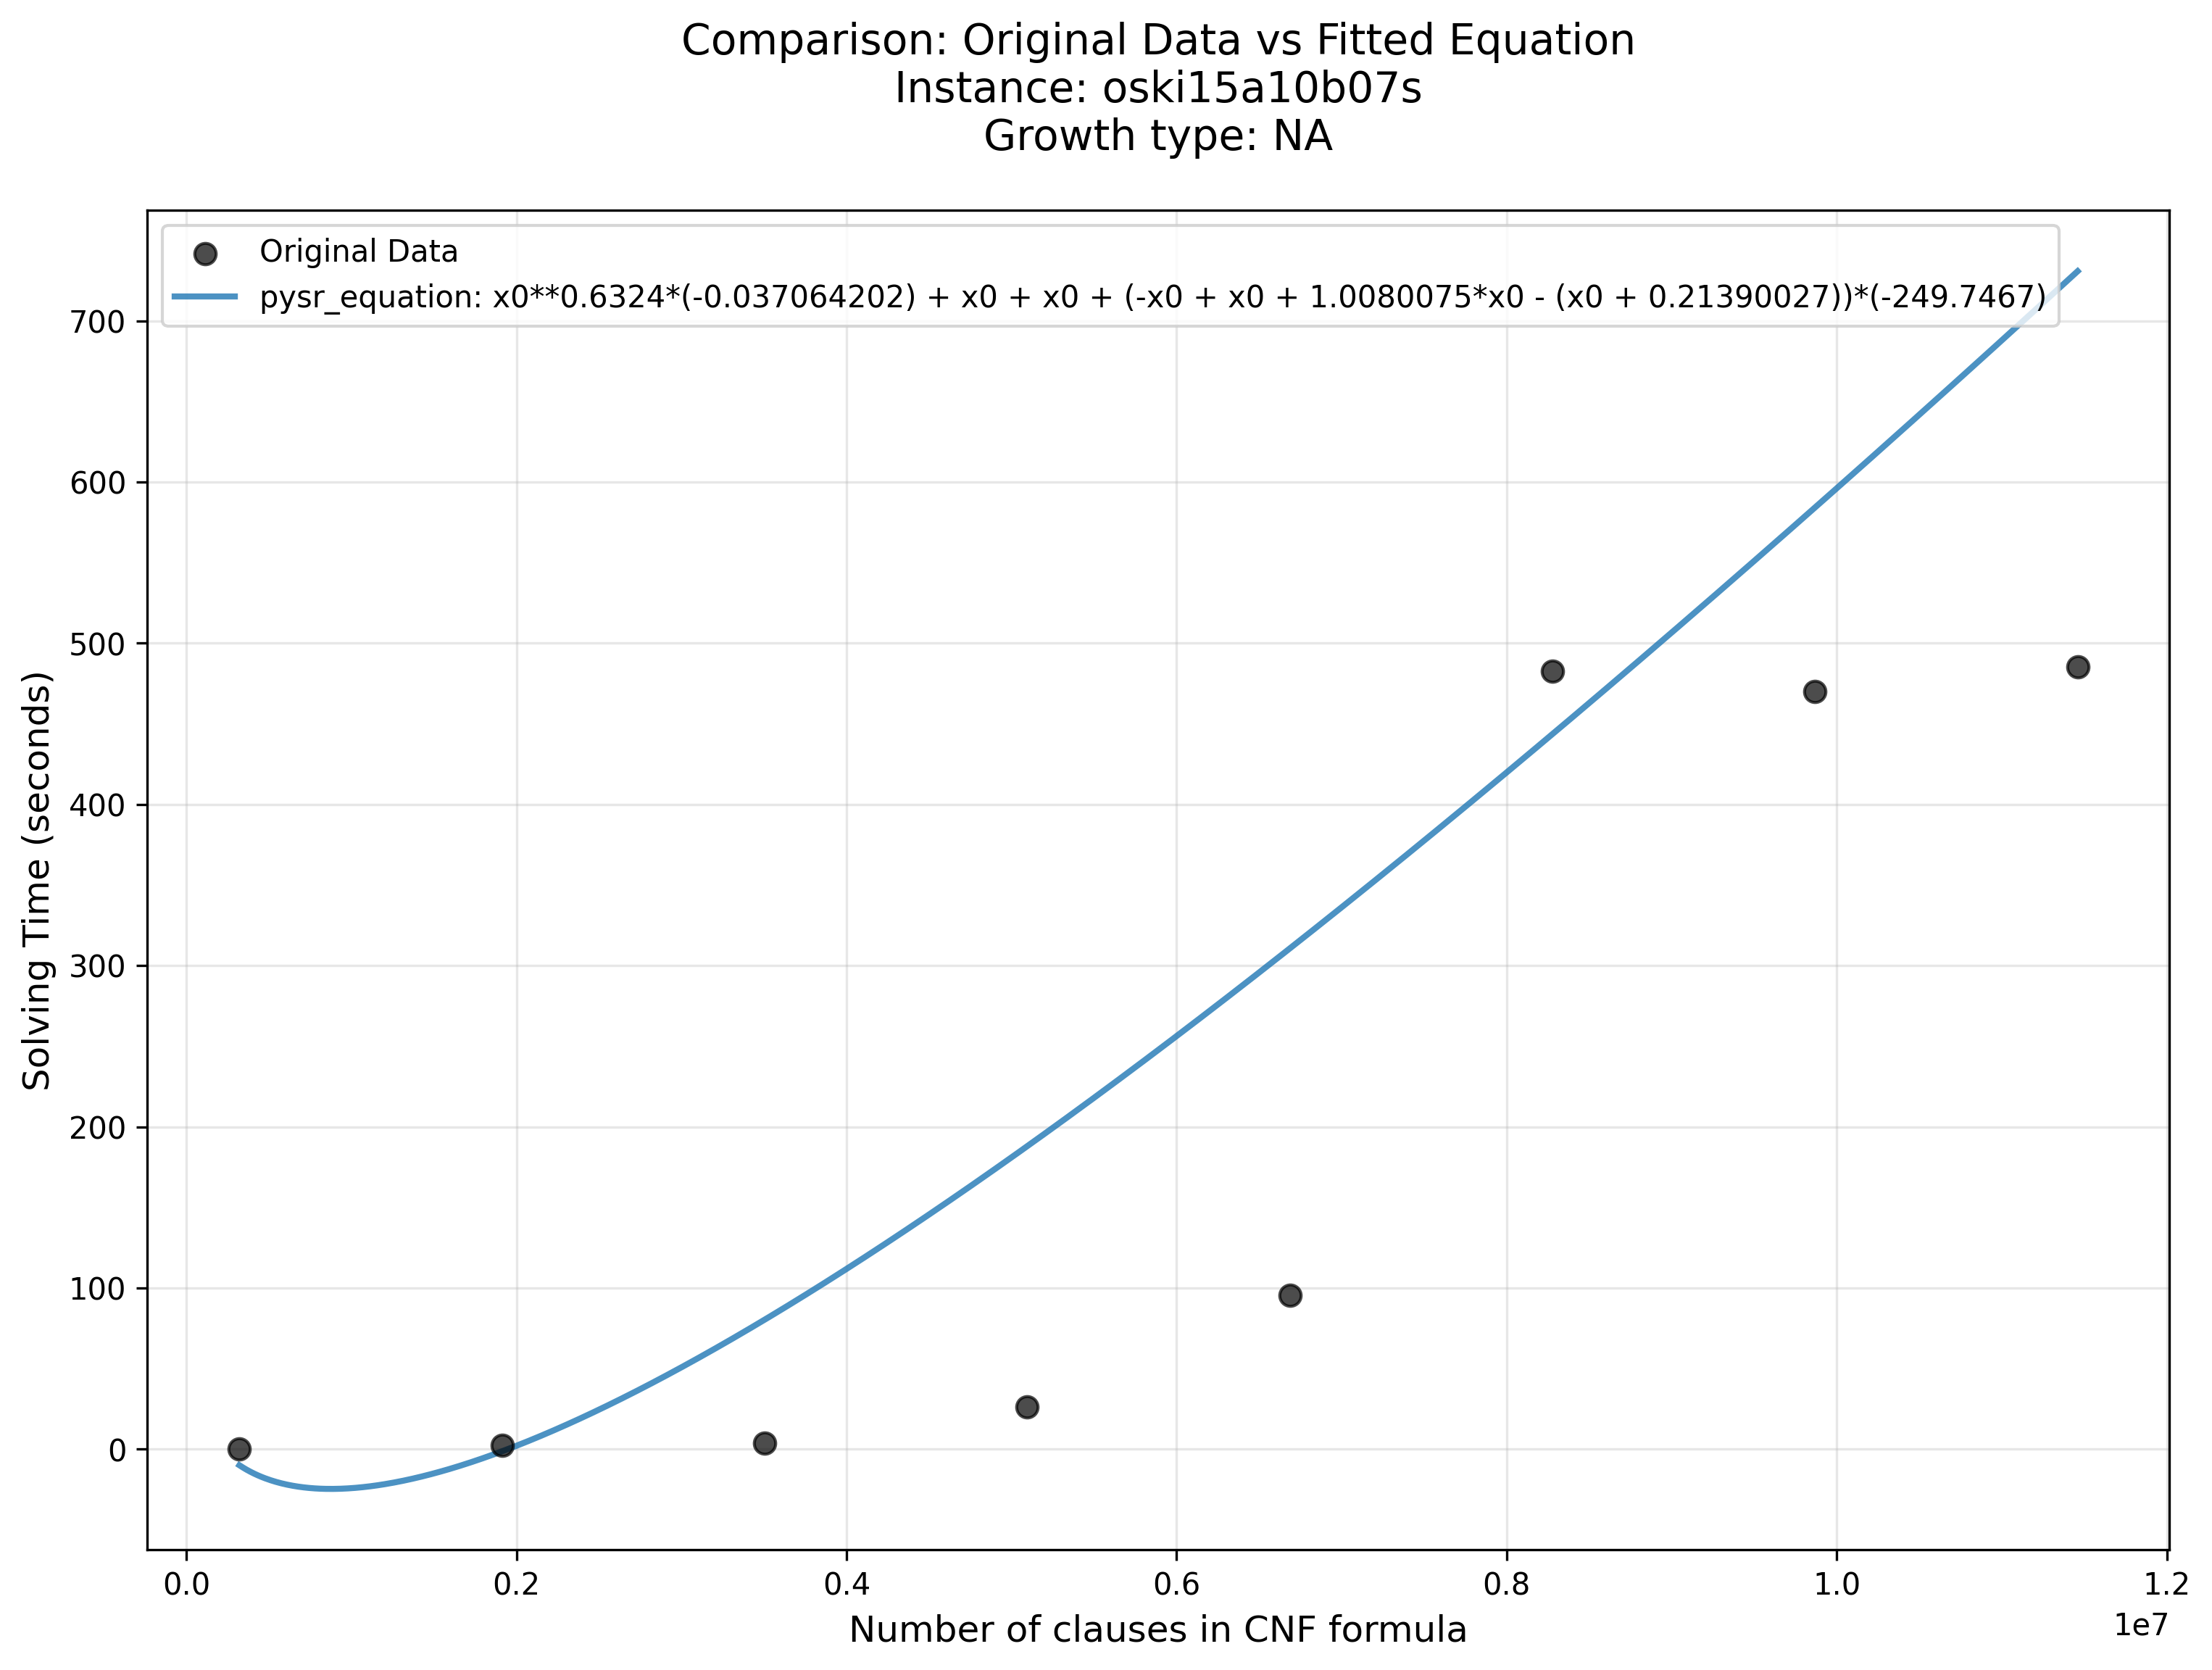 Comparison: Original Data vs Fitted Equation
Instance: oski15a10b07s
Growth type: NA
Original Data
pysr_equation: x0**0.6324*(-0.037064202) + x0 + x0 + (-x0 + x0 + 1.0080075*x0 - (x0 + 0.21390027))*(-249.7467)
700
600
500
400
300
200
100
0
Solving Time (seconds)
0.0 0.2 0.4 0.6 0.8 1.0 1.2
1e7
Number of clauses in CNF formula